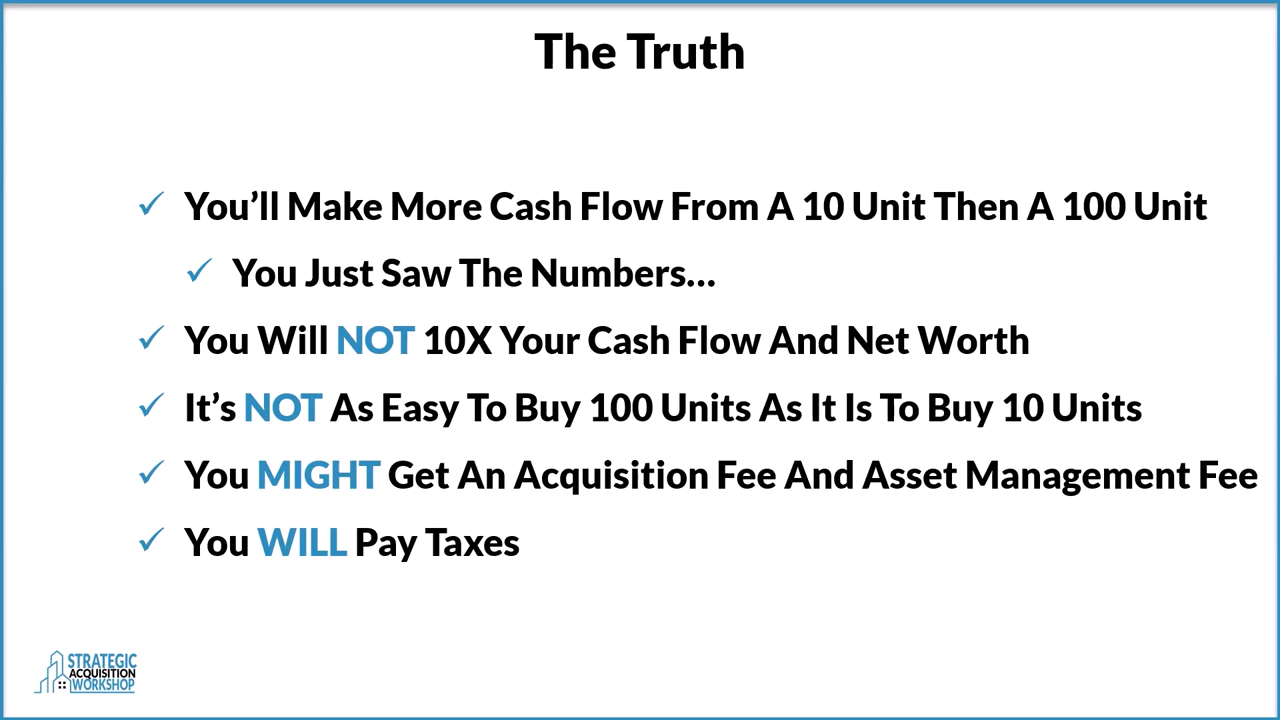 The Truth
You’ll Make More Cash Flow From A 10 Unit Then A 100 Unit
You Just Saw The Numbers...
You Will NOT 10X Your Cash Flow And Net Worth
It’s NOT As Easy To Buy 100 Units As It Is To Buy 10 Units
You MIGHT Get An Acquisition Fee And Asset Management Fee
You WILL Pay Taxes
STRATEGIC
ACQUISITION
WORKSHOP